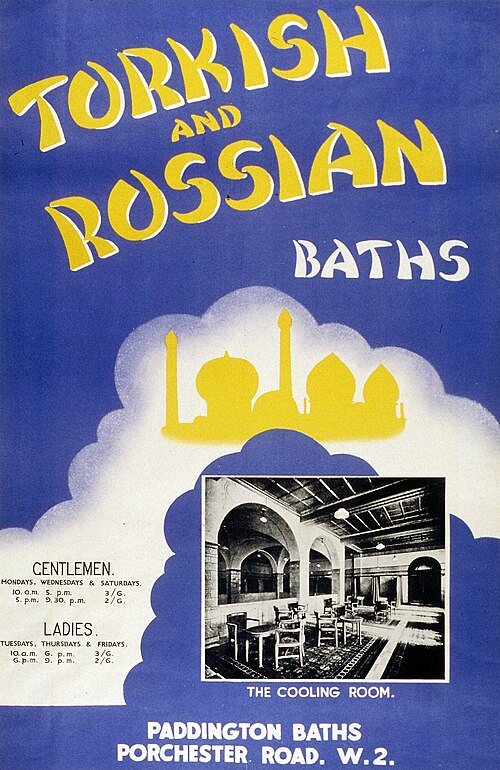 TURKISH
AND
RUSSIAN
BATHS
GENTLEMEN.
MONDAYS, WEDNESDAYS & SATURDAYS.
10. a.m. 5. p.m. 3/6.
5. p.m. 9.30. p.m. 2/6.
LADIES.
TUESDAYS, THURSDAYS & FRIDAYS.
10. a.m. 6. p.m. 3/6.
6. p.m. 9. p.m. 2/6.
THE COOLING ROOM.
PADDINGTON BATHS
PORCHESTER ROAD. W.2.